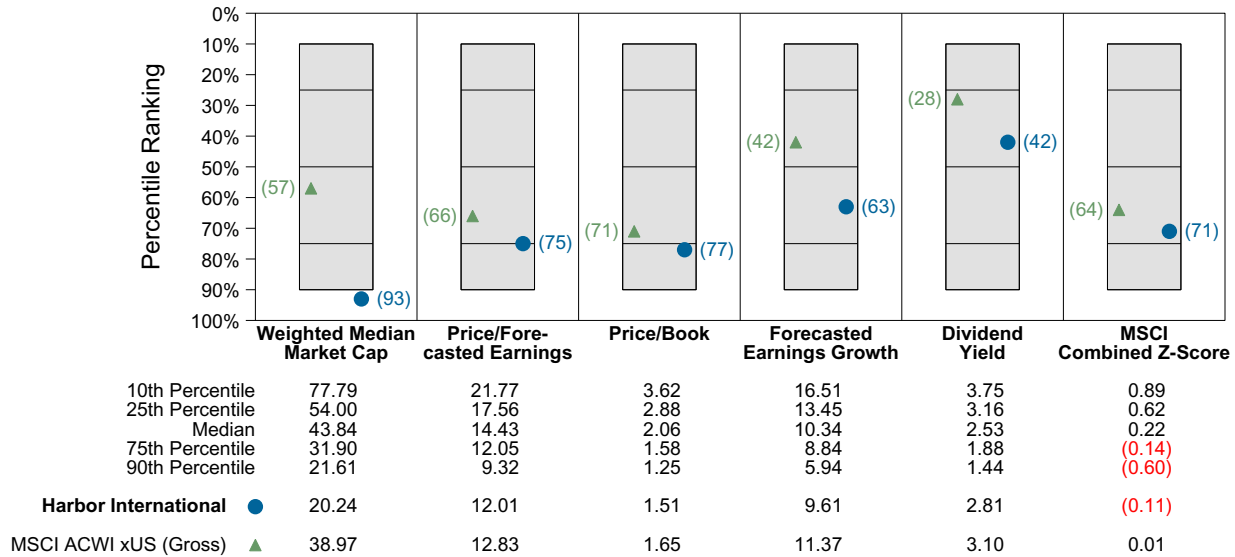 Percentile Ranking
0%
10%
20%
30%
40%
50%
60%
70%
80%
90%
100%
(57)
(93)
(66)
(75)
(71)
(77)
(42)
(63)
(28)
(42)
(64)
(71)
Weighted Median
Market Cap
Price/Fore-
casted Earnings
Price/Book
Forecasted
Earnings Growth
Dividend
Yield
MSCI
Combined Z-Score
10th Percentile 77.79 21.77 3.62 16.51 3.75 0.89
25th Percentile 54.00 17.56 2.88 13.45 3.16 0.62
Median 43.84 14.43 2.06 10.34 2.53 0.22
75th Percentile 31.90 12.05 1.58 8.84 1.88 (0.14)
90th Percentile 21.61 9.32 1.25 5.94 1.44 (0.60)
Harbor International 20.24 12.01 1.51 9.61 2.81 (0.11)
MSCI ACWI xUS (Gross) 38.97 12.83 1.65 11.37 3.10 0.01